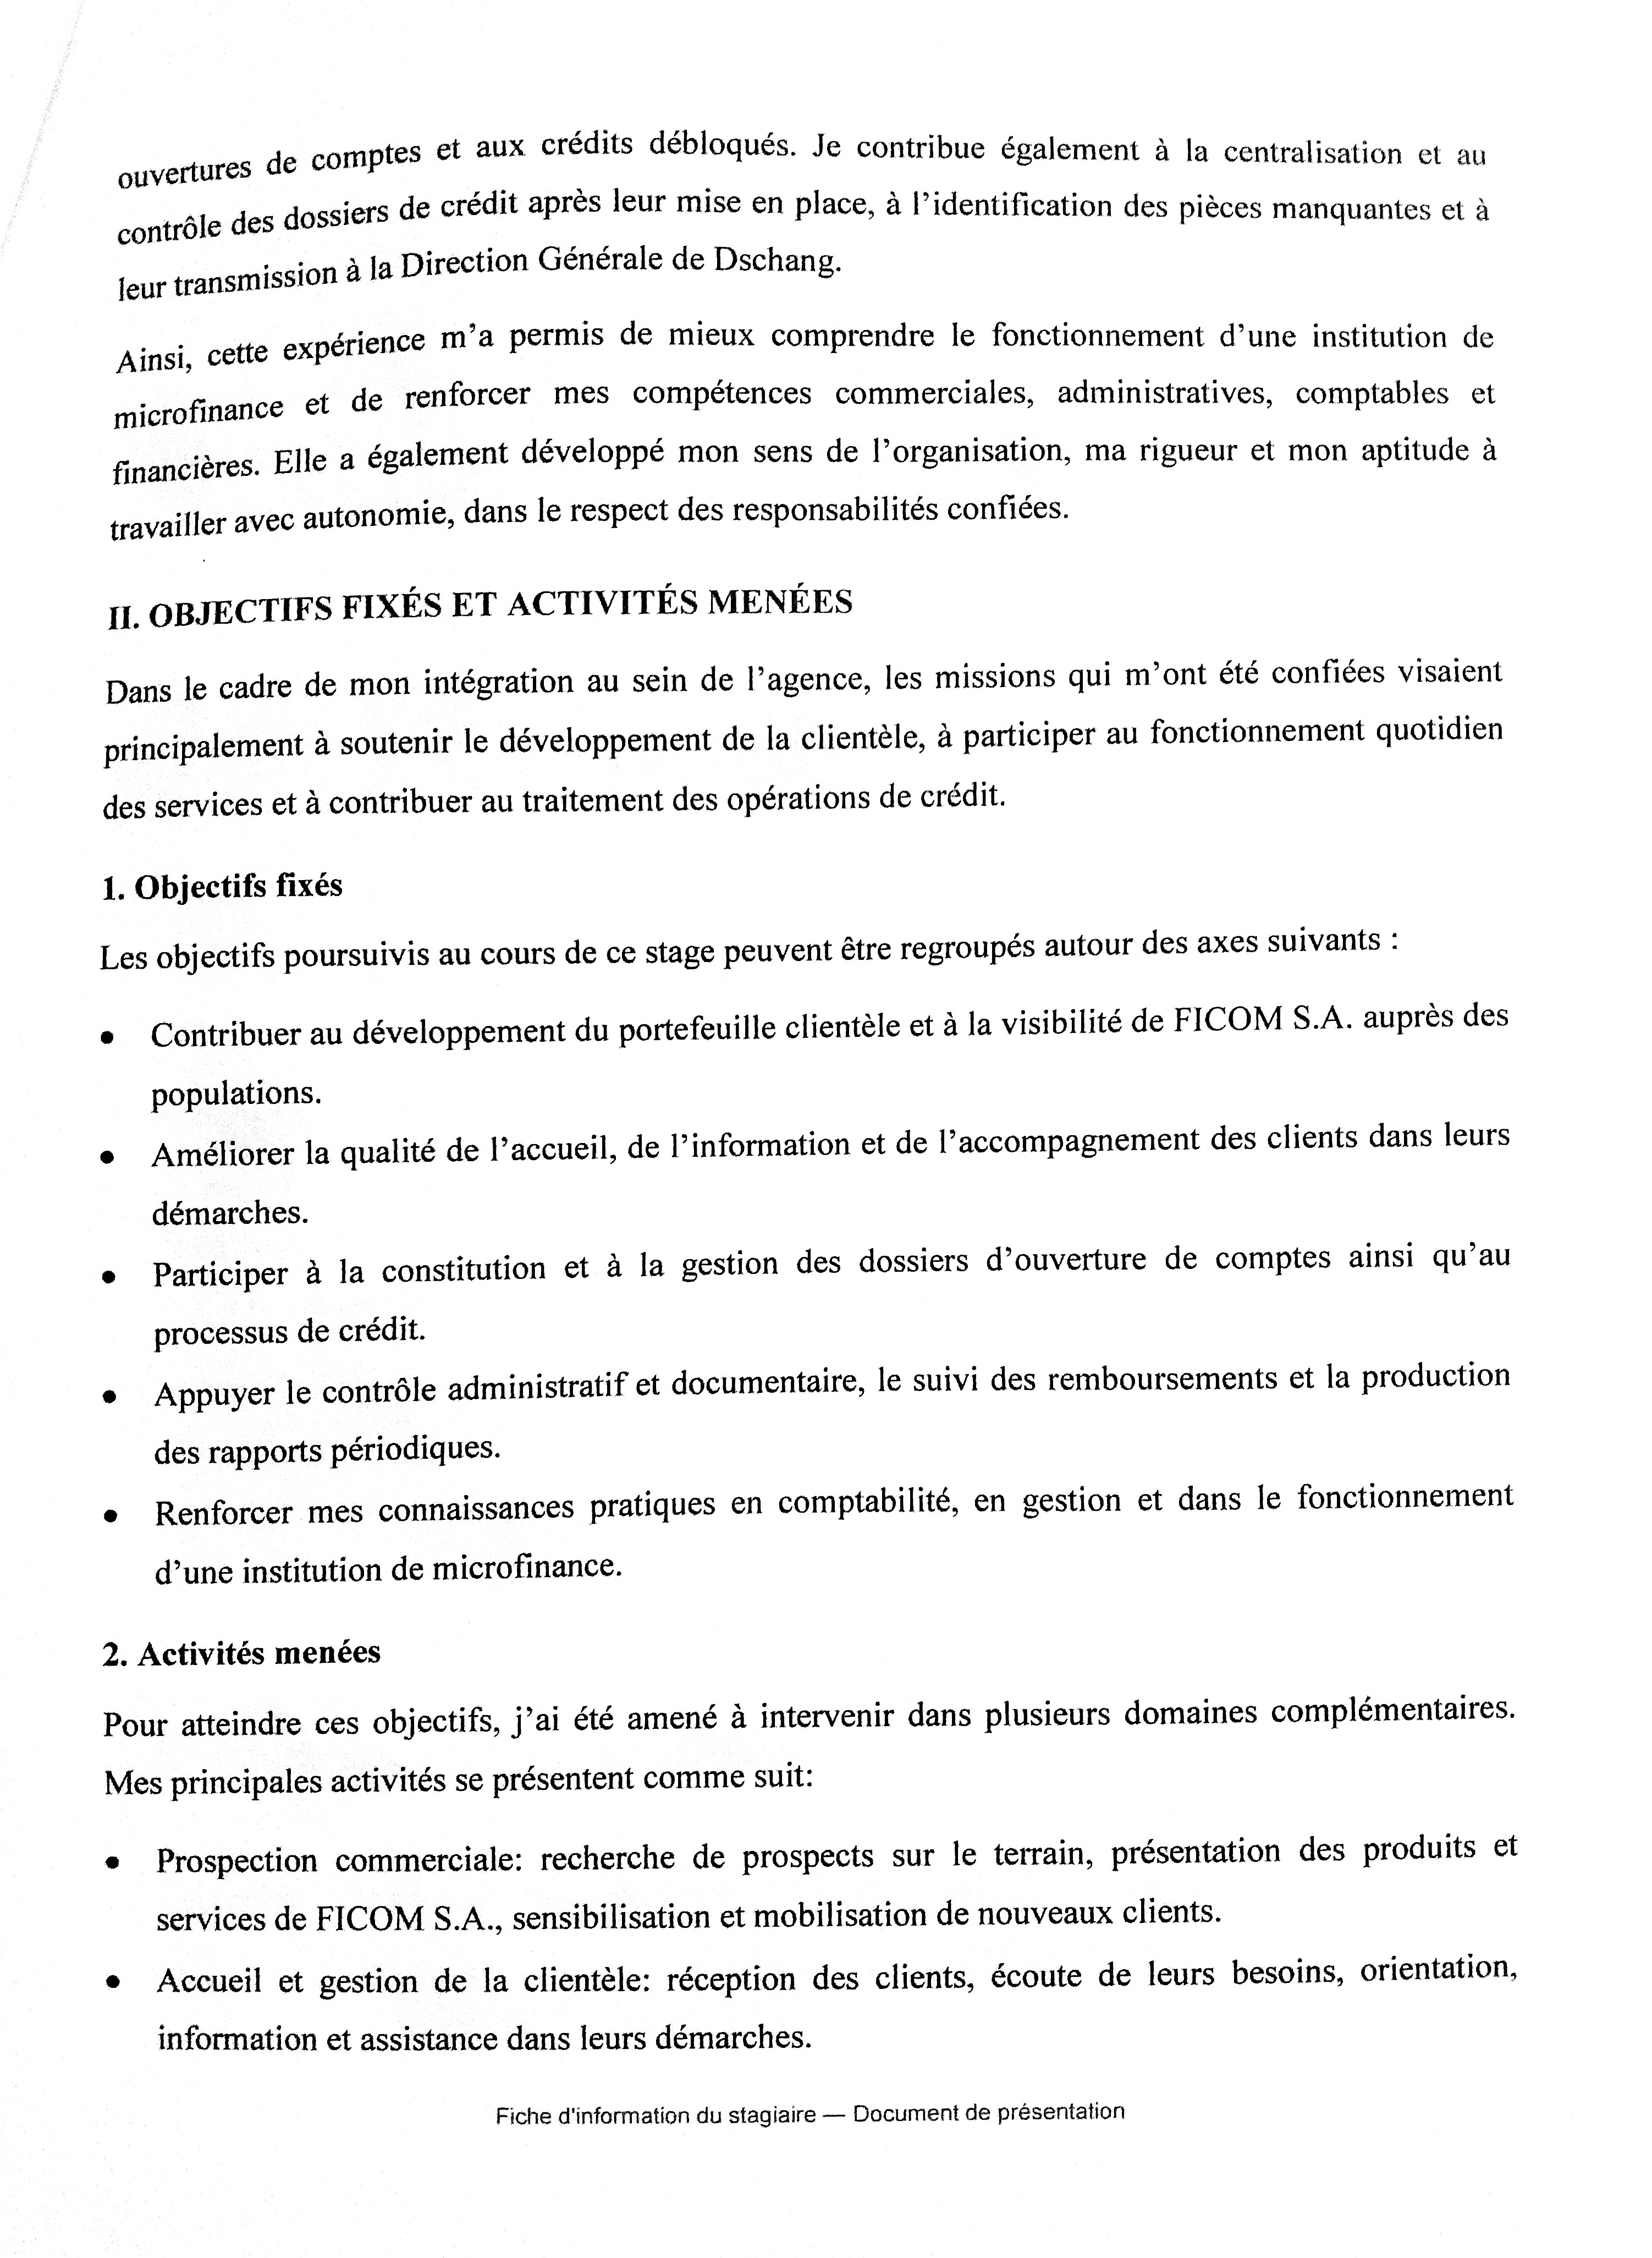 ouvertures de comptes et aux crédits débloqués. Je contribue également à la centralisation et au
contrôle des dossiers de crédit après leur mise en place, à l’identification des pièces manquantes et à
leur transmission à la Direction Générale de Dschang.
Ainsi, cette expérience m’a permis de mieux comprendre le fonctionnement d’une institution de
microfinance et de renforcer mes compétences commerciales, administratives, comptables et
financières. Elle a également développé mon sens de l’organisation, ma rigueur et mon aptitude à
travailler avec autonomie, dans le respect des responsabilités confiées.
II. OBJECTIFS FIXÉS ET ACTIVITÉS MENÉES
Dans le cadre de mon intégration au sein de l’agence, les missions qui m’ont été confiées visaient
principalement à soutenir le développement de la clientèle, à participer au fonctionnement quotidien
des services et à contribuer au traitement des opérations de crédit.
1. Objectifs fixés
Les objectifs poursuivis au cours de ce stage peuvent être regroupés autour des axes suivants :
• Contribuer au développement du portefeuille clientèle et à la visibilité de FICOM S.A. auprès des
populations.
• Améliorer la qualité de l’accueil, de l’information et de l’accompagnement des clients dans leurs
démarches.
• Participer à la constitution et à la gestion des dossiers d’ouverture de comptes ainsi qu’au
processus de crédit.
• Appuyer le contrôle administratif et documentaire, le suivi des remboursements et la production
des rapports périodiques.
• Renforcer mes connaissances pratiques en comptabilité, en gestion et dans le fonctionnement
d’une institution de microfinance.
2. Activités menées
Pour atteindre ces objectifs, j’ai été amené à intervenir dans plusieurs domaines complémentaires.
Mes principales activités se présentent comme suit:
• Prospection commerciale: recherche de prospects sur le terrain, présentation des produits et
services de FICOM S.A., sensibilisation et mobilisation de nouveaux clients.
• Accueil et gestion de la clientèle: réception des clients, écoute de leurs besoins, orientation,
information et assistance dans leurs démarches.
Fiche d'information du stagiaire — Document de présentation